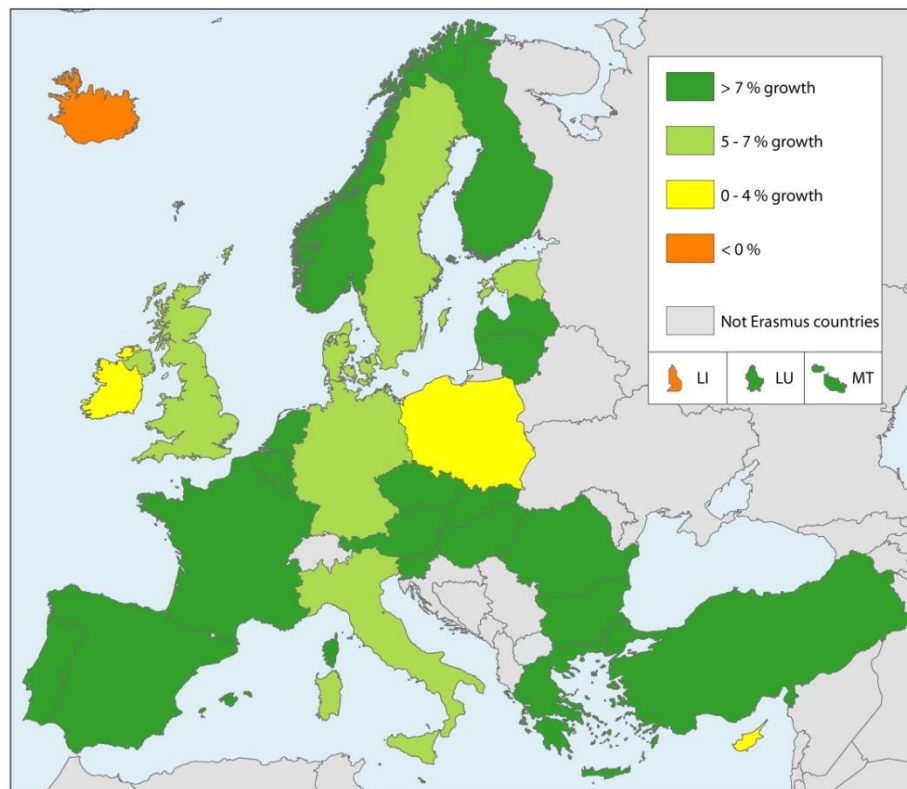 > 7 % growth
5 - 7 % growth
0 - 4 % growth
< 0 %
Not Erasmus countries
LI
LU
MT